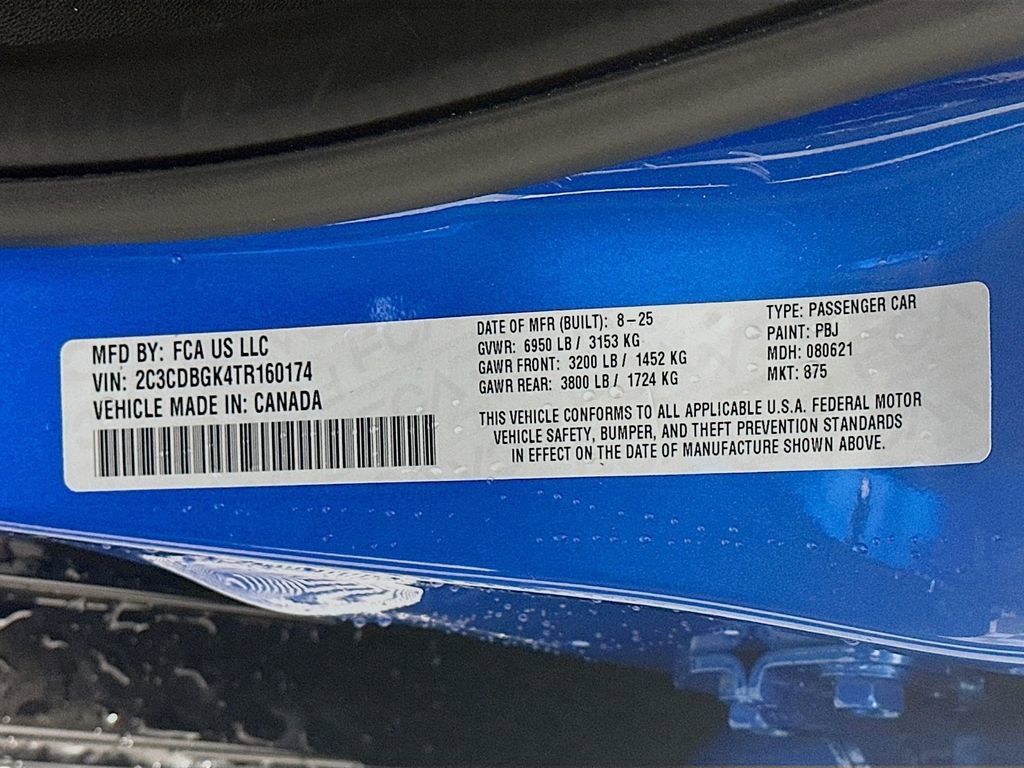 MFD BY: FCA US LLC
VIN: 2C3CDBGK4TR160174
VEHICLE MADE IN: CANADA
DATE OF MFR (BUILT): 8-25
GVWR: 6950 LB / 3153 KG
GAWR FRONT: 3200 LB / 1452 KG
GAWR REAR: 3800 LB / 1724 KG
TYPE: PASSENGER CAR
PAINT: PBJ
MDH: 080621
MKT: 875
THIS VEHICLE CONFORMS TO ALL APPLICABLE U.S.A. FEDERAL MOTOR
VEHICLE SAFETY, BUMPER, AND THEFT PREVENTION STANDARDS
IN EFFECT ON THE DATE OF MANUFACTURE SHOWN ABOVE.